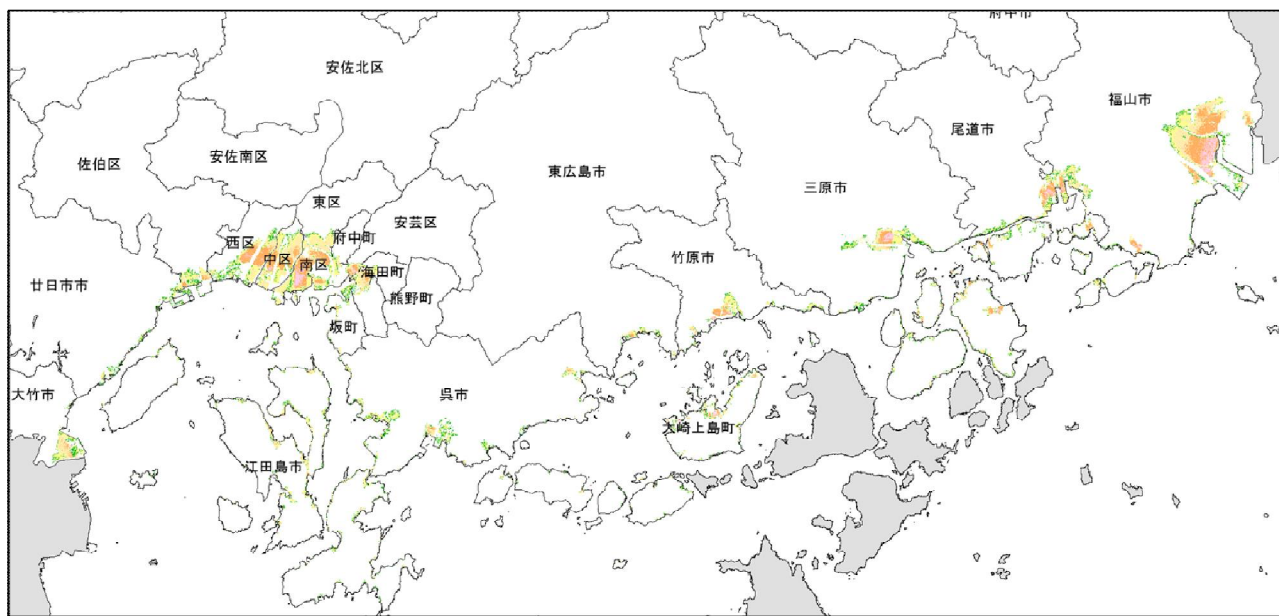 府中市
安佐北区
福山市
尾道市
安佐南区
佐伯区
東広島市
三原市
東区
安芸区
府中町
西区
中区
南区
竹原市
海田町
廿日市市
熊野町
坂町
大竹市
呉市
大崎上島町
江田島市